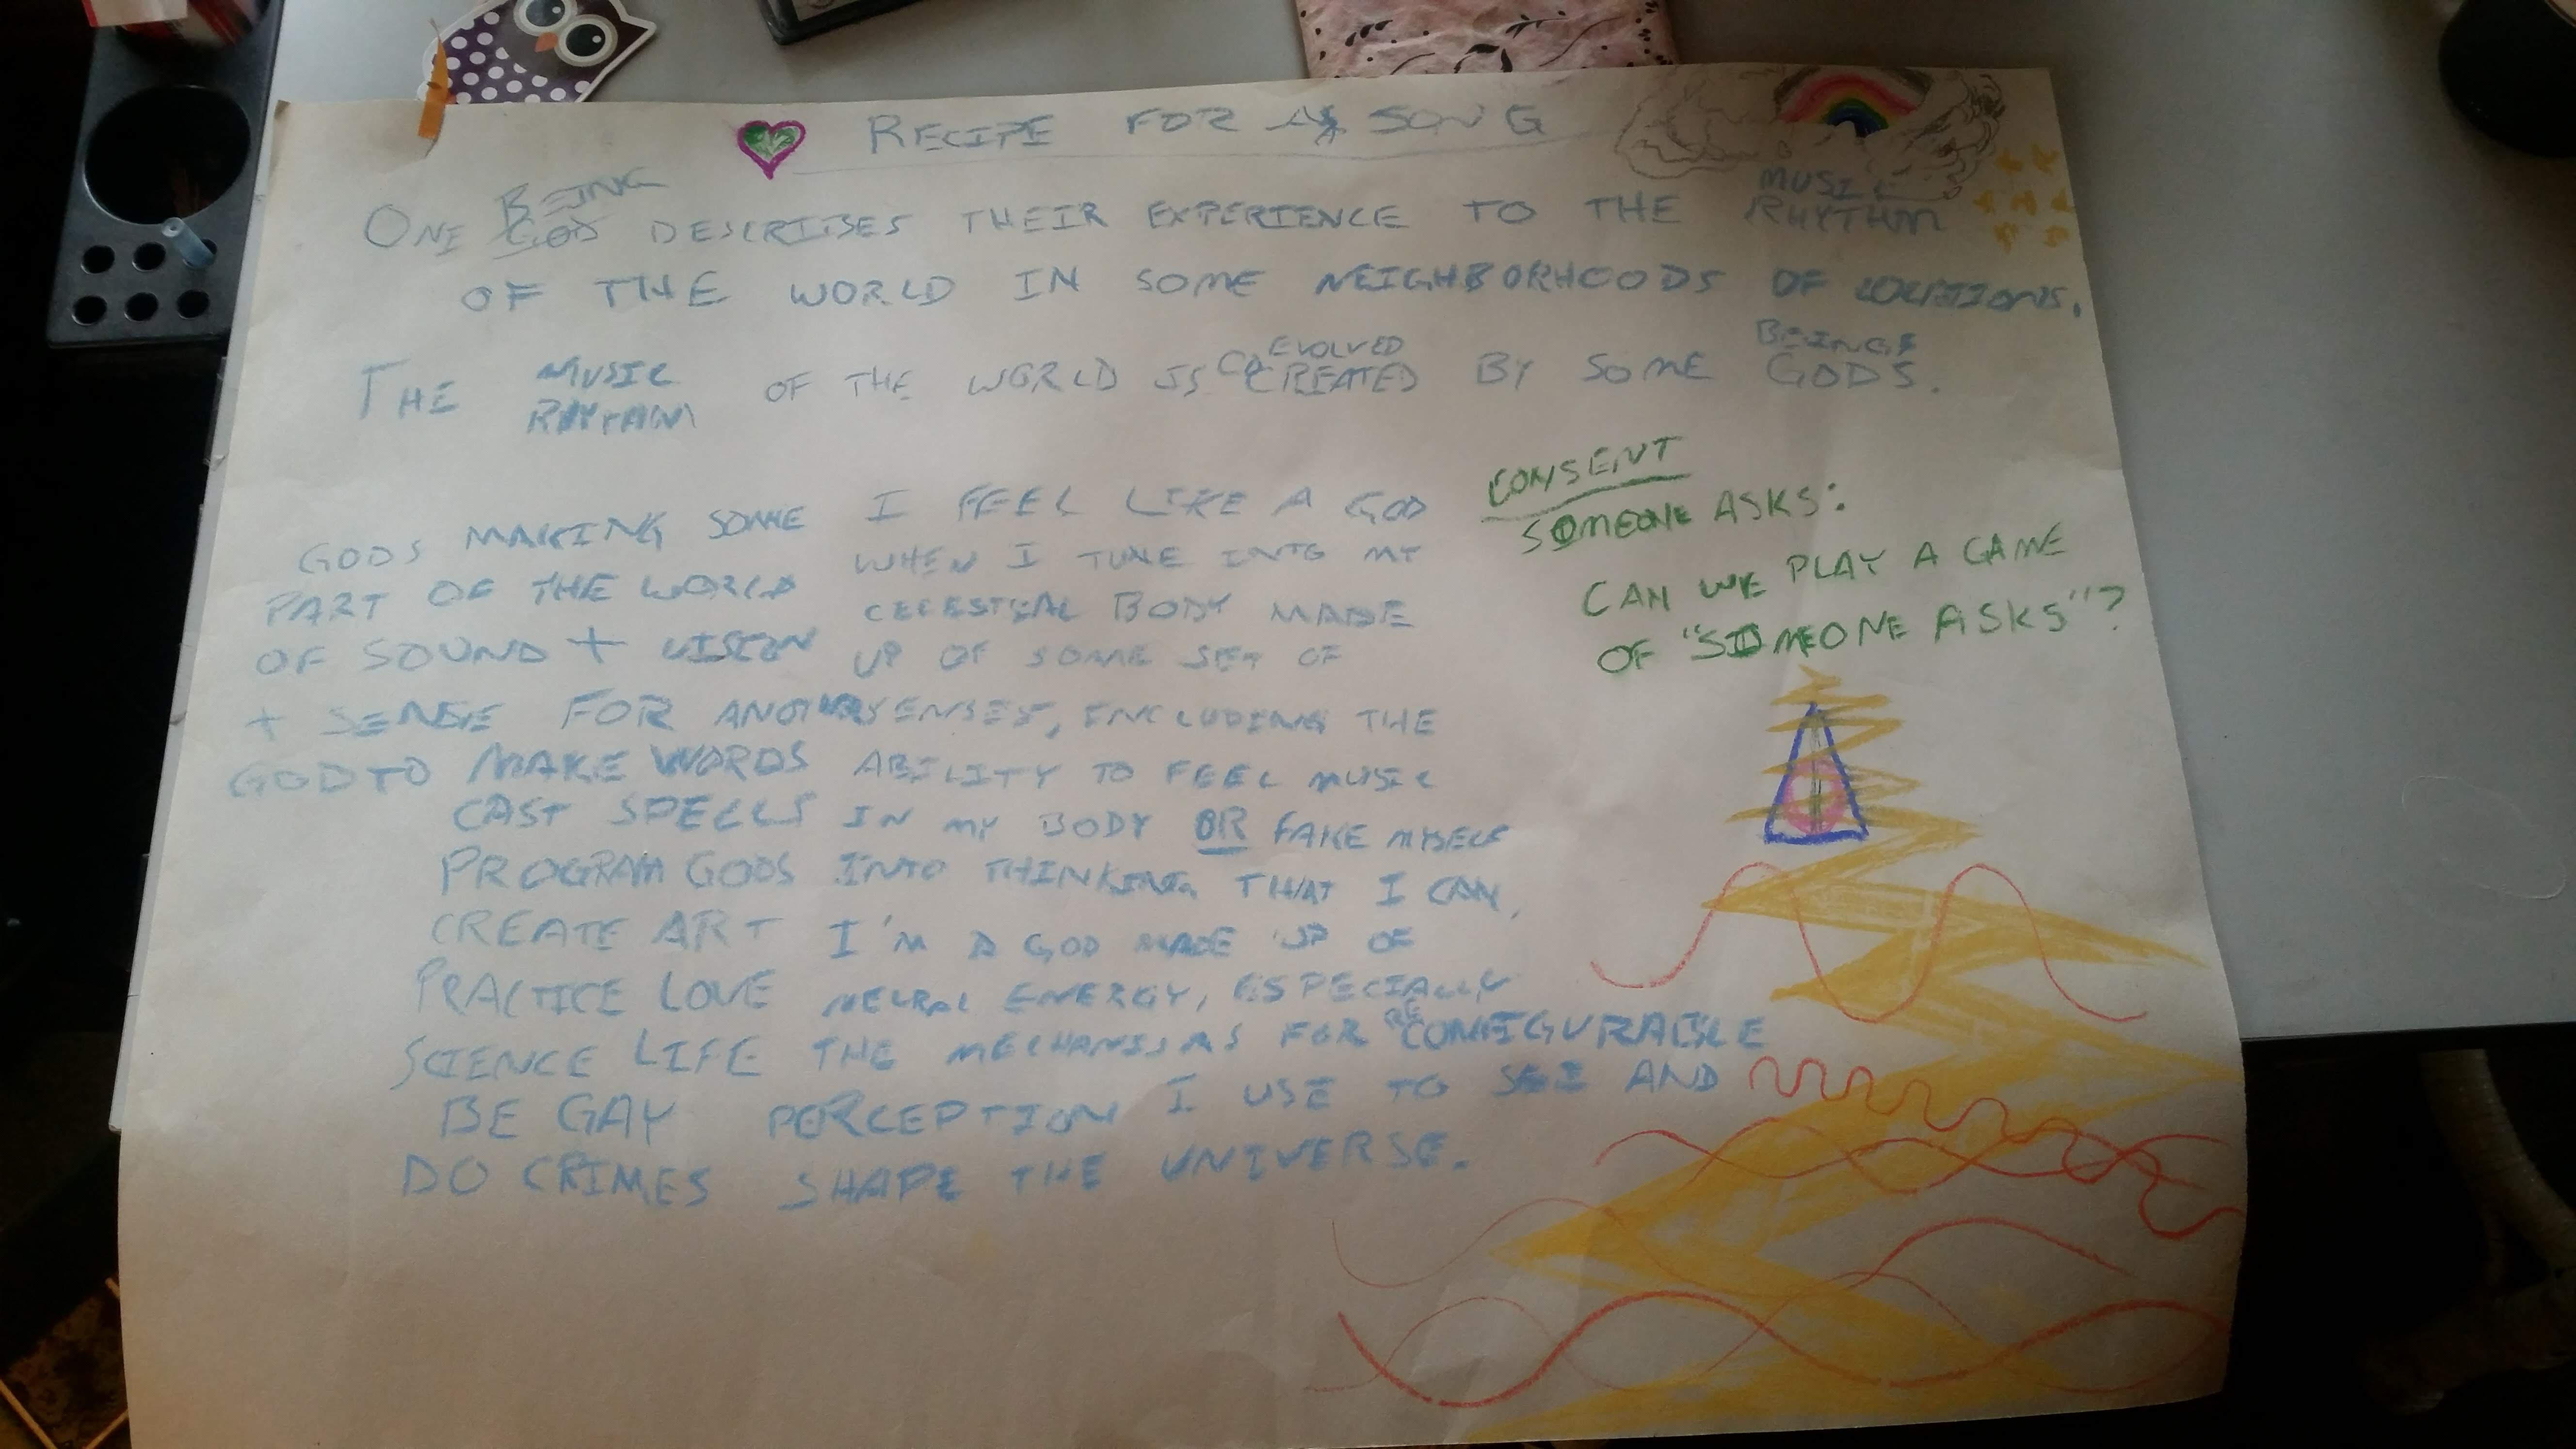 RECIPE FOR A SONG
BEING
ONE GOD DESCRIBES THEIR EXPERIENCE TO THE RHYTHM
MUSIC
OF THE WORLD IN SOME NEIGHBORHOODS OF LOCATIONS.
EVOLVED
BEINGS
MUSIC
THE RHYTHM OF THE WORLD IS CO CREATED BY SOME GODS.
GODS MAKING SOME
PART OF THE WORLD
OF SOUND + VISION
+ SENSE FOR ANOTHER
GOD TO MAKE WORDS
CAST SPELLS
PROGRAM GODS
CREATE ART
PRACTICE LOVE
SCIENCE LIFE
BE GAY
DO CRIMES
I FEEL LIKE A GOD
WHEN I TUNE INTO MY
CELESTIAL BODY MADE
UP OF SOME SET OF
SENSES, INCLUDING THE
ABILITY TO FEEL MUSIC
IN MY BODY OR FAKE MYSELF
INTO THINKING THAT I CAN,
I'M A GOD MADE UP OF
NEURAL ENERGY, ESPECIALLY
THE MECHANISMS FOR RECONFIGURABLE
PERCEPTION I USE TO SEE AND
SHAPE THE UNIVERSE.
CONSENT
SOMEONE ASKS:
CAN WE PLAY A GAME
OF "SOMEONE ASKS"?